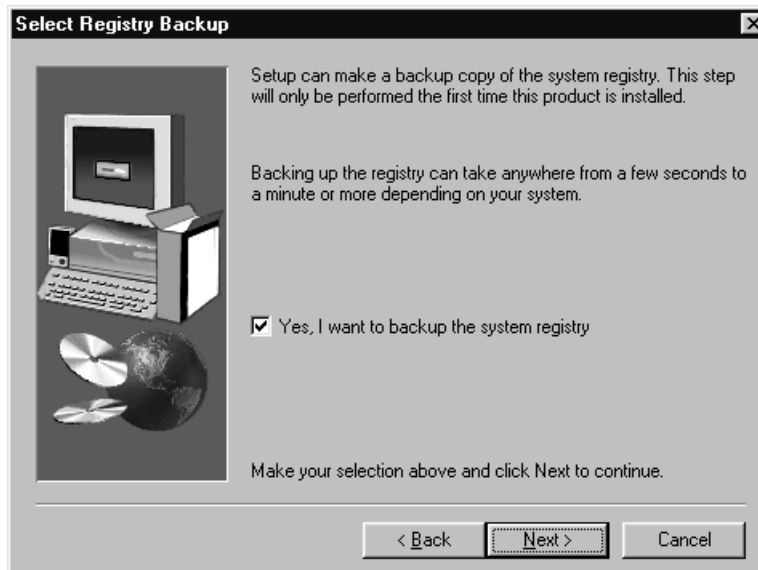 Select Registry Backup
Setup can make a backup copy of the system registry. This step
will only be performed the first time this product is installed.
Backing up the registry can take anywhere from a few seconds to
a minute or more depending on your system.
Yes, I want to backup the system registry
Make your selection above and click Next to continue.
< Back Next > Cancel